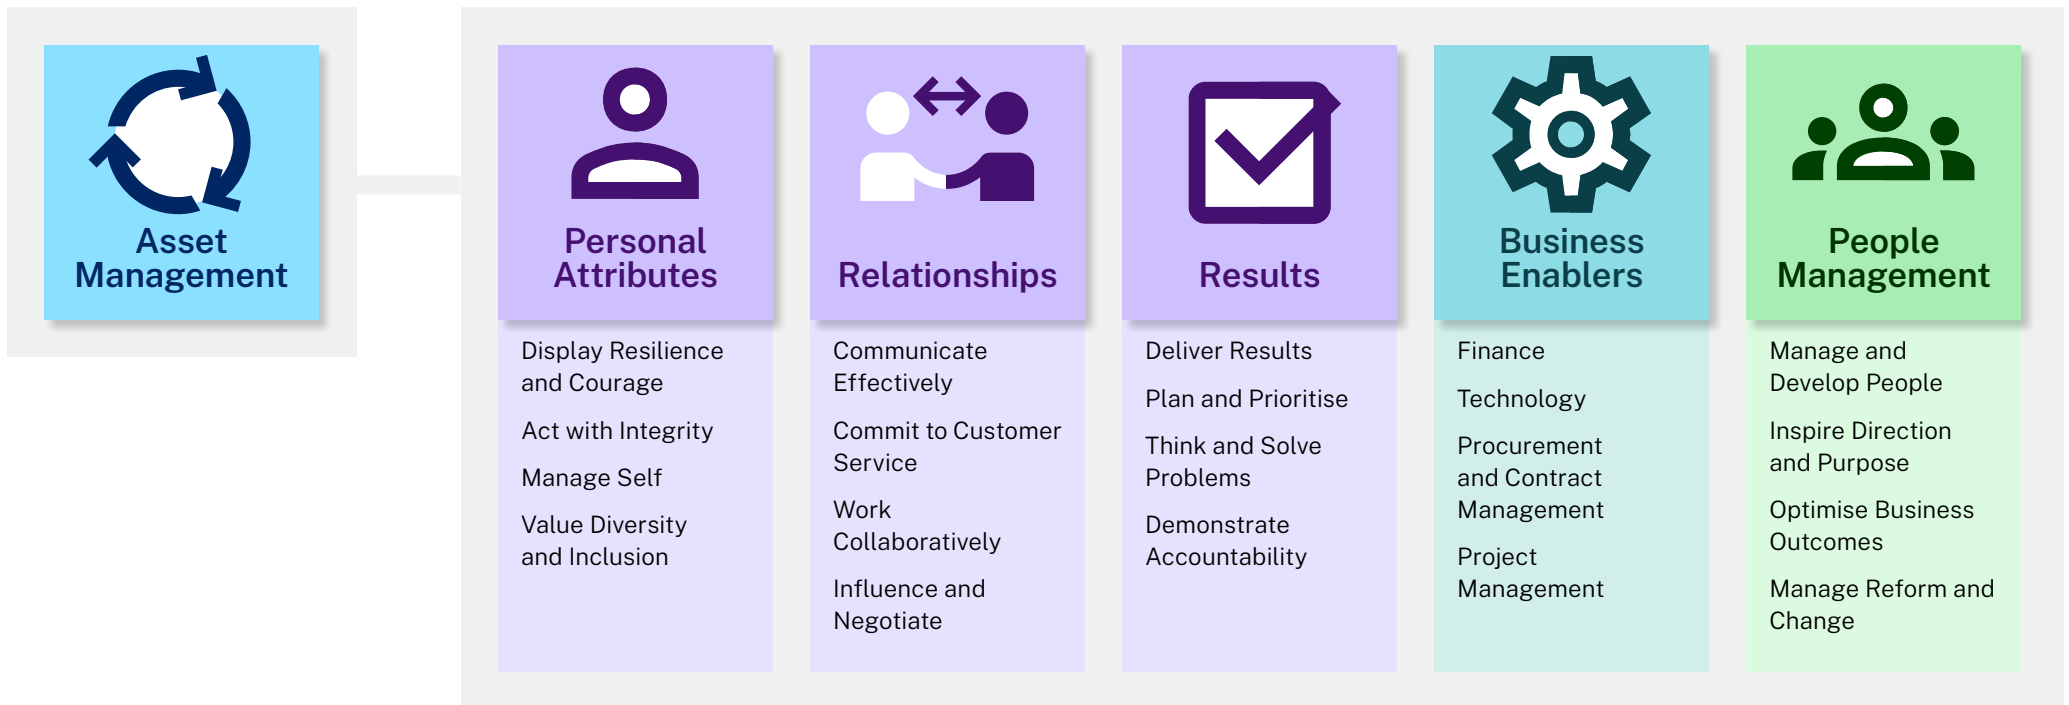 Asset
Management
Personal
Attributes
Display Resilience
and Courage
Act with Integrity
Manage Self
Value Diversity
and Inclusion
Relationships
Communicate
Effectively
Commit to Customer
Service
Work
Collaboratively
Influence and
Negotiate
Results
Deliver Results
Plan and Prioritise
Think and Solve
Problems
Demonstrate
Accountability
Business
Enablers
Finance
Technology
Procurement
and Contract
Management
Project
Management
People
Management
Manage and
Develop People
Inspire Direction
and Purpose
Optimise Business
Outcomes
Manage Reform and
Change